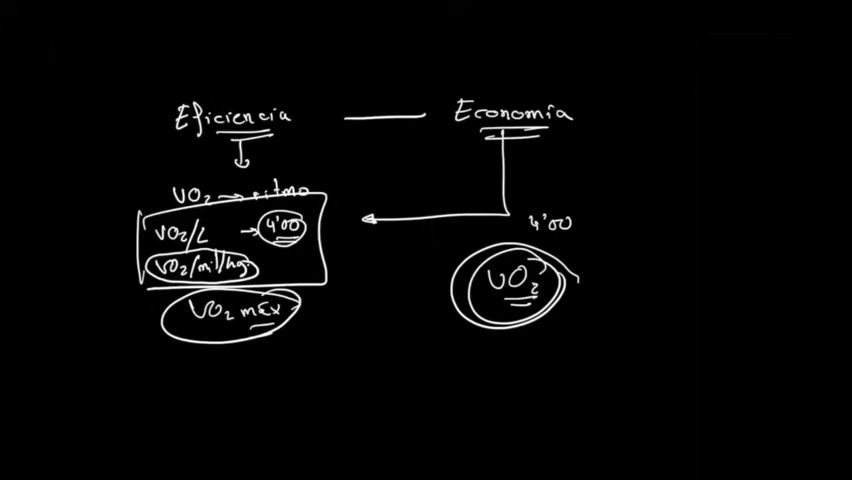 Eficiencia — Economía
VO₂ → ritmo
VO₂/L → 4'00
VO₂/ml/kg.
VO₂ máx
4'00
VO₂